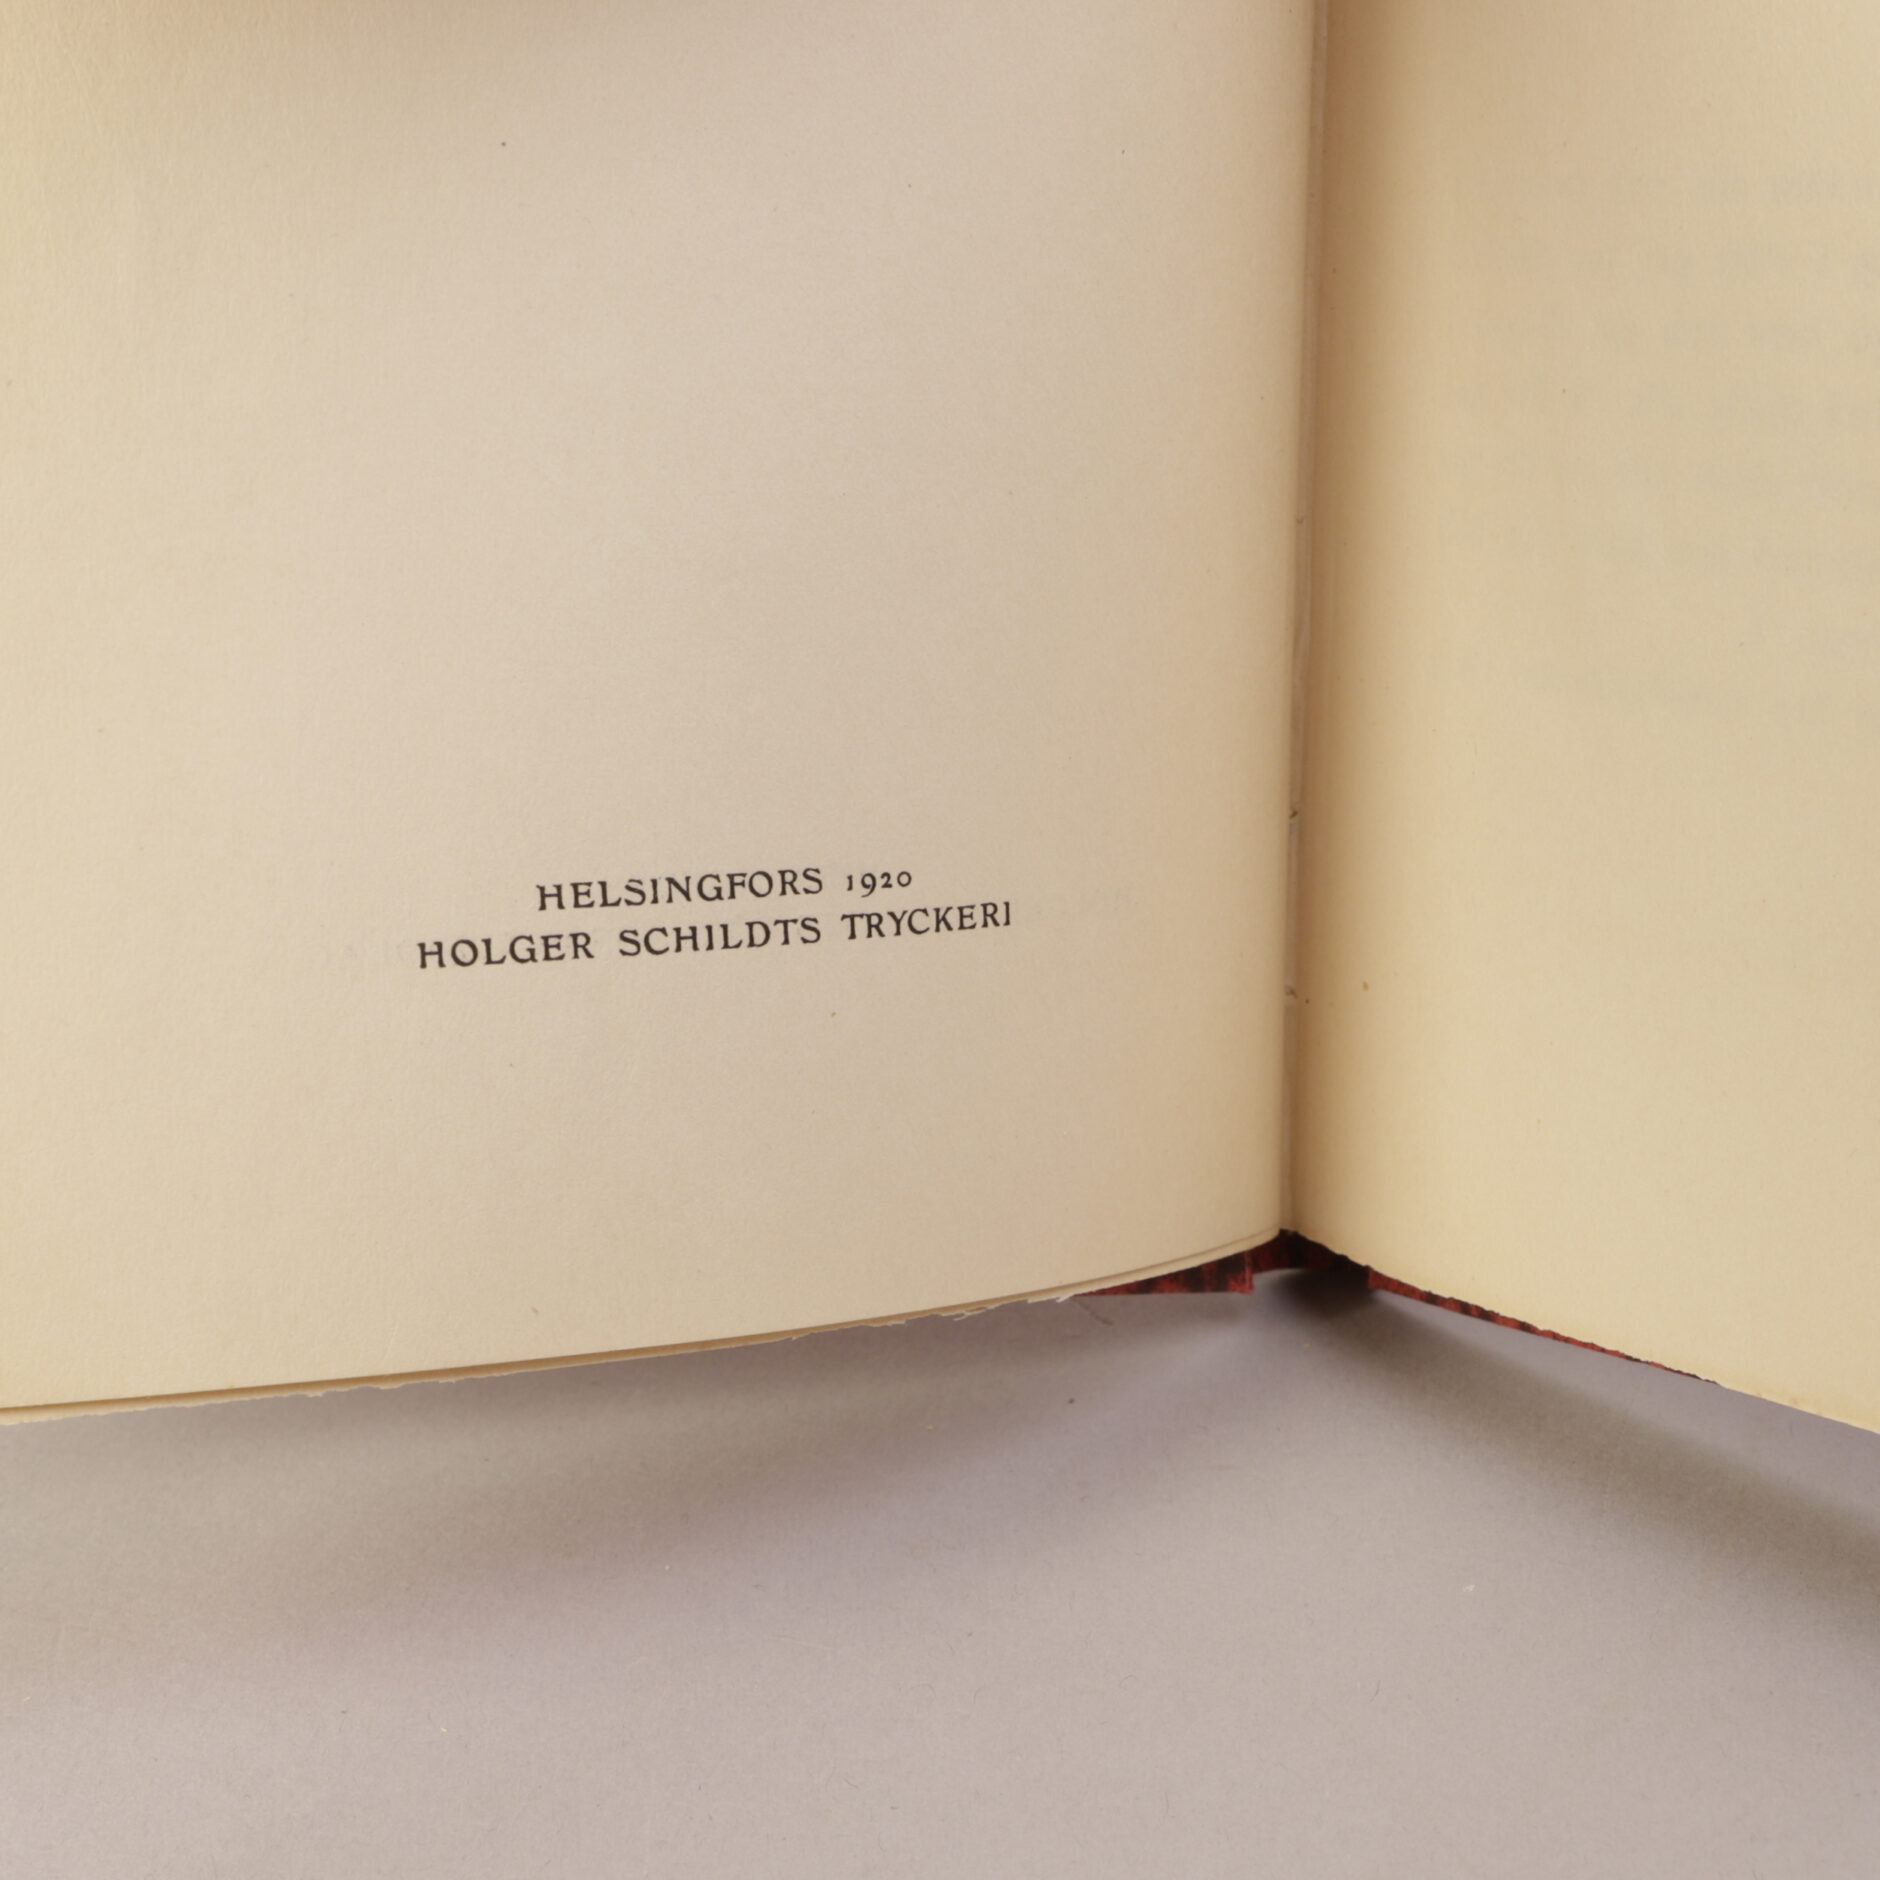 HELSINGFORS 1920
HOLGER SCHILDTS TRYCKERI